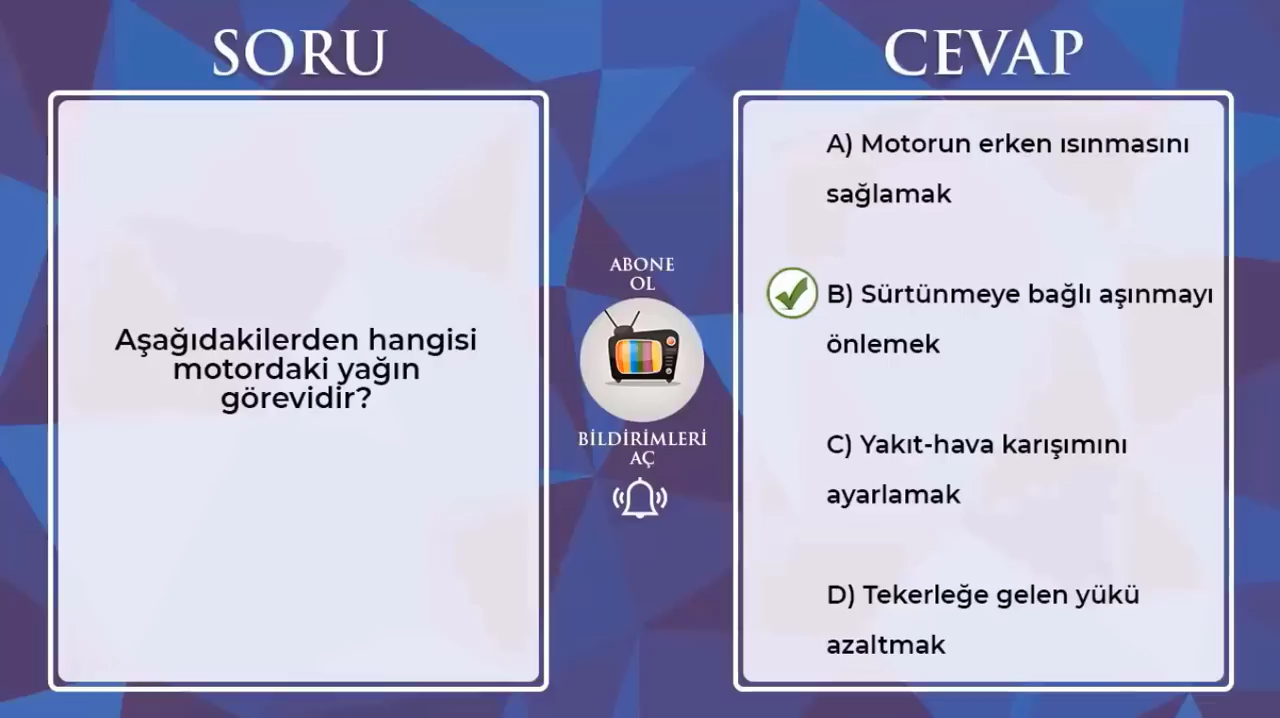 SORU
Aşağıdakilerden hangisi
motordaki yağın
görevidir?
ABONE
OL
BİLDİRİMLERİ
AÇ
CEVAP
A) Motorun erken ısınmasını
sağlamak
B) Sürtünmeye bağlı aşınmayı
önlemek
C) Yakıt-hava karışımını
ayarlamak
D) Tekerleğe gelen yükü
azaltmak